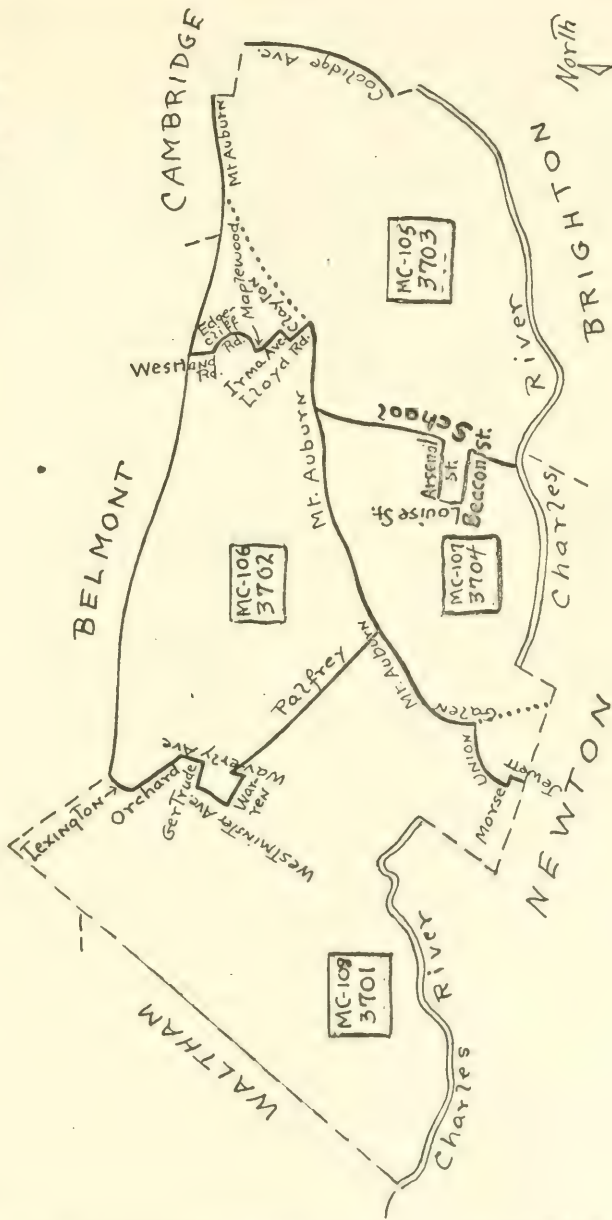 CAMBRIDGE
Coolidge Ave.
North
Mt Auburn
Maplewood
Clayton
Edge-
cliff
Rd.
Westland
Rd.
Irma Ave
Lloyd Rd.
MC-105
3703
BELMONT
Mt. Auburn
School
Arsenal
St.
Louise St.
Beacon St.
River
BRIGHTON
MC-106
3702
MC-107
3704
Charles
Palfrey
Mt. Auburn
Galen
UNION
Morse
Jewett
NEWTON
Lexington
Orchard
Gertrude
Waverly Ave
War-
ren
Westminster Ave.
WALTHAM
MC-108
3701
Charles
River